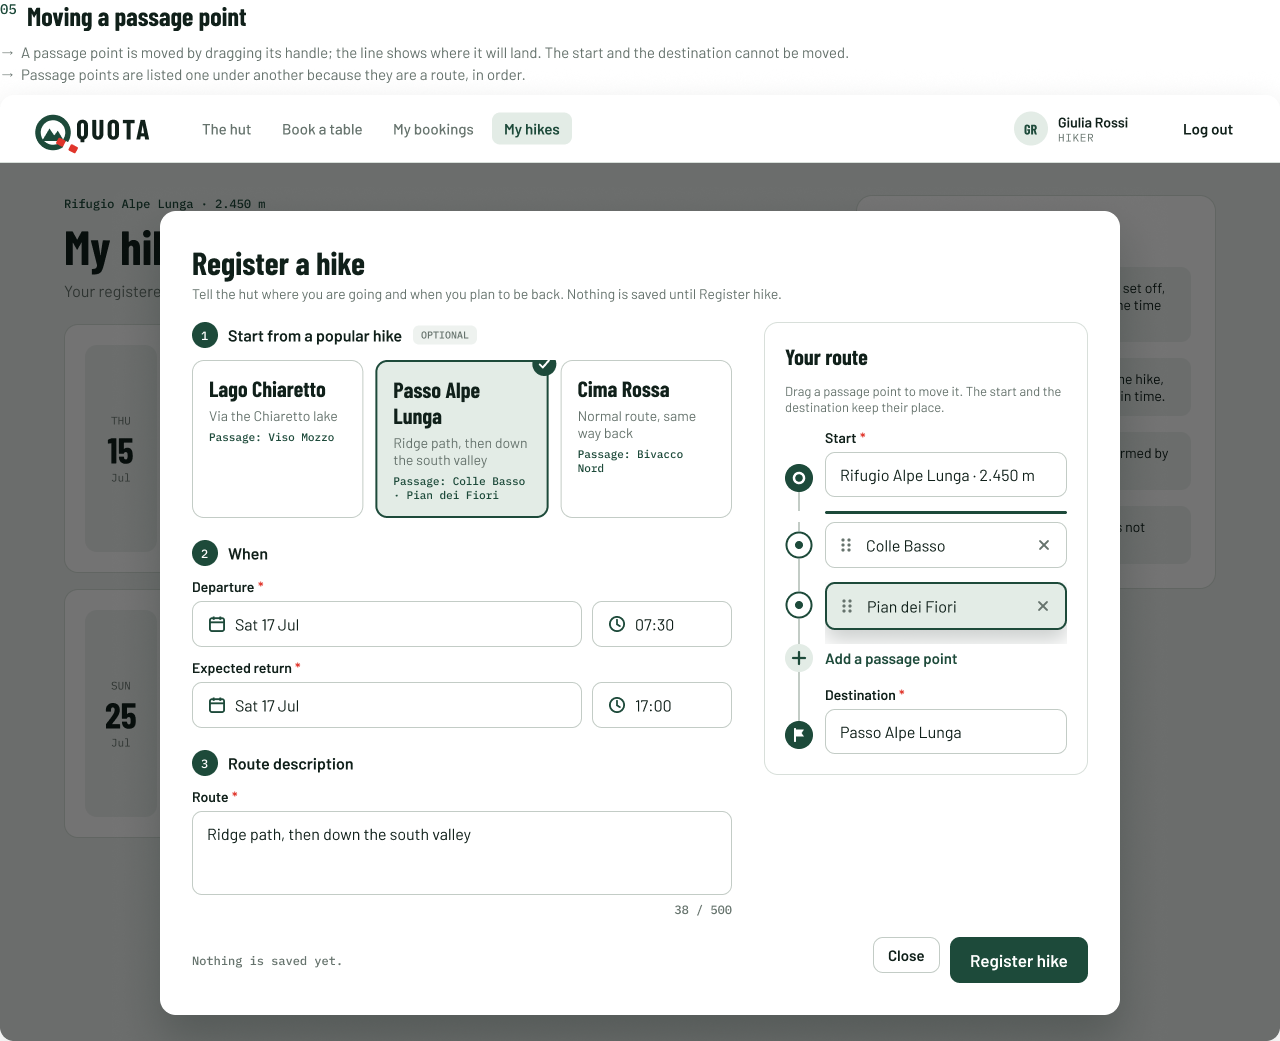 05 Moving a passage point
→ A passage point is moved by dragging its handle; the line shows where it will land. The start and the destination cannot be moved.
→ Passage points are listed one under another because they are a route, in order.
QUOTA
The hut
Book a table
My bookings
My hikes
GR
Giulia Rossi
HIKER
Log out
Rifugio Alpe Lunga · 2.450 m
My hik
Your registere
THU
15
Jul
SUN
25
Jul
set off,
e time
e hike,
in time.
rmed by
s not
Register a hike
Tell the hut where you are going and when you plan to be back. Nothing is saved until Register hike.
1 Start from a popular hike OPTIONAL
Lago Chiaretto
Via the Chiaretto lake
Passage: Viso Mozzo
Passo Alpe
Lunga
Ridge path, then down
the south valley
Passage: Colle Basso
· Pian dei Fiori
Cima Rossa
Normal route, same
way back
Passage: Bivacco
Nord
2 When
Departure *
Sat 17 Jul
07:30
Expected return *
Sat 17 Jul
17:00
3 Route description
Route *
Ridge path, then down the south valley
38 / 500
Your route
Drag a passage point to move it. The start and the
destination keep their place.
Start *
Rifugio Alpe Lunga · 2.450 m
Colle Basso
Pian dei Fiori
Add a passage point
Destination *
Passo Alpe Lunga
Nothing is saved yet.
Close
Register hike